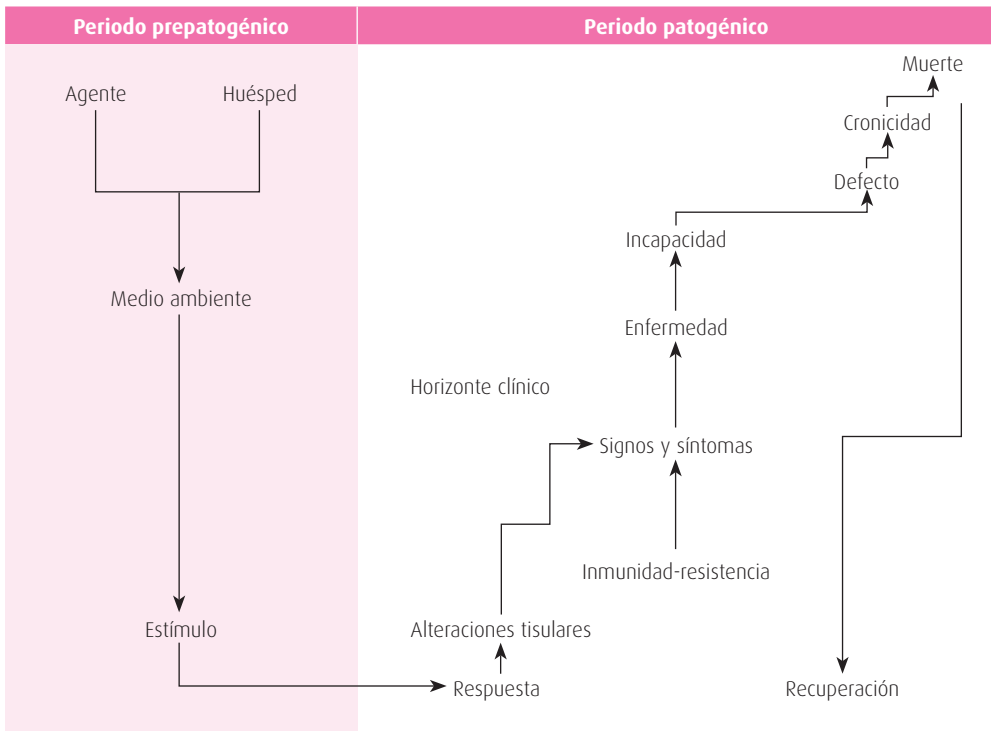 Periodo prepatogénico
Periodo patogénico
Agente
Huésped
Medio ambiente
Estímulo
Muerte
Cronicidad
Defecto
Incapacidad
Enfermedad
Horizonte clínico
Signos y síntomas
Inmunidad-resistencia
Alteraciones tisulares
Respuesta
Recuperación